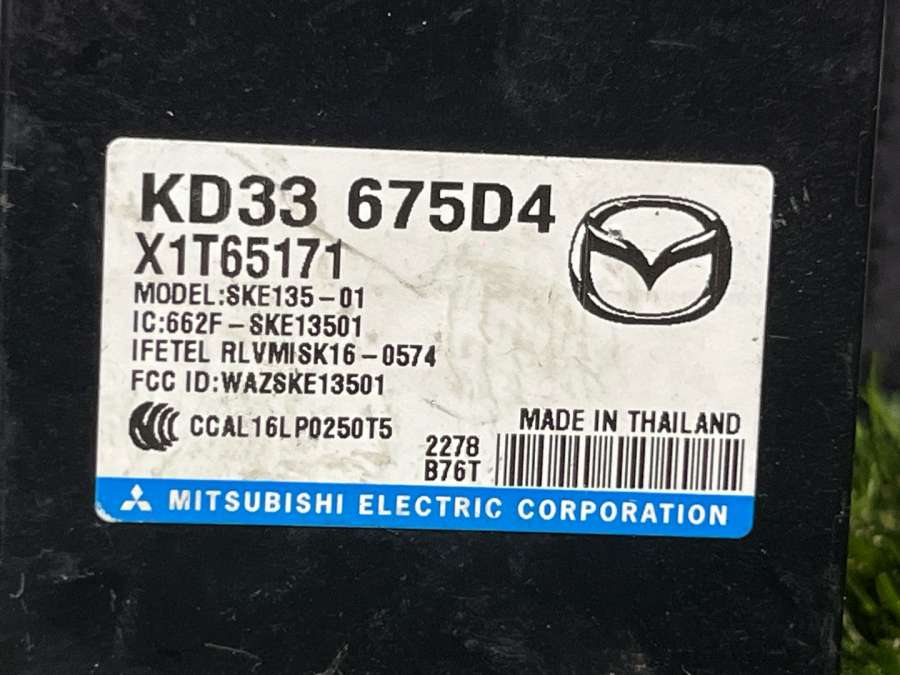 KD33 675D4
X1T65171
MODEL:SKE135-01
IC:662F-SKE13501
IFETEL RLVMISK16-0574
FCC ID:WAZSKE13501
CCAL16LP0250T5
MADE IN THAILAND
2278
B76T
MITSUBISHI ELECTRIC CORPORATION